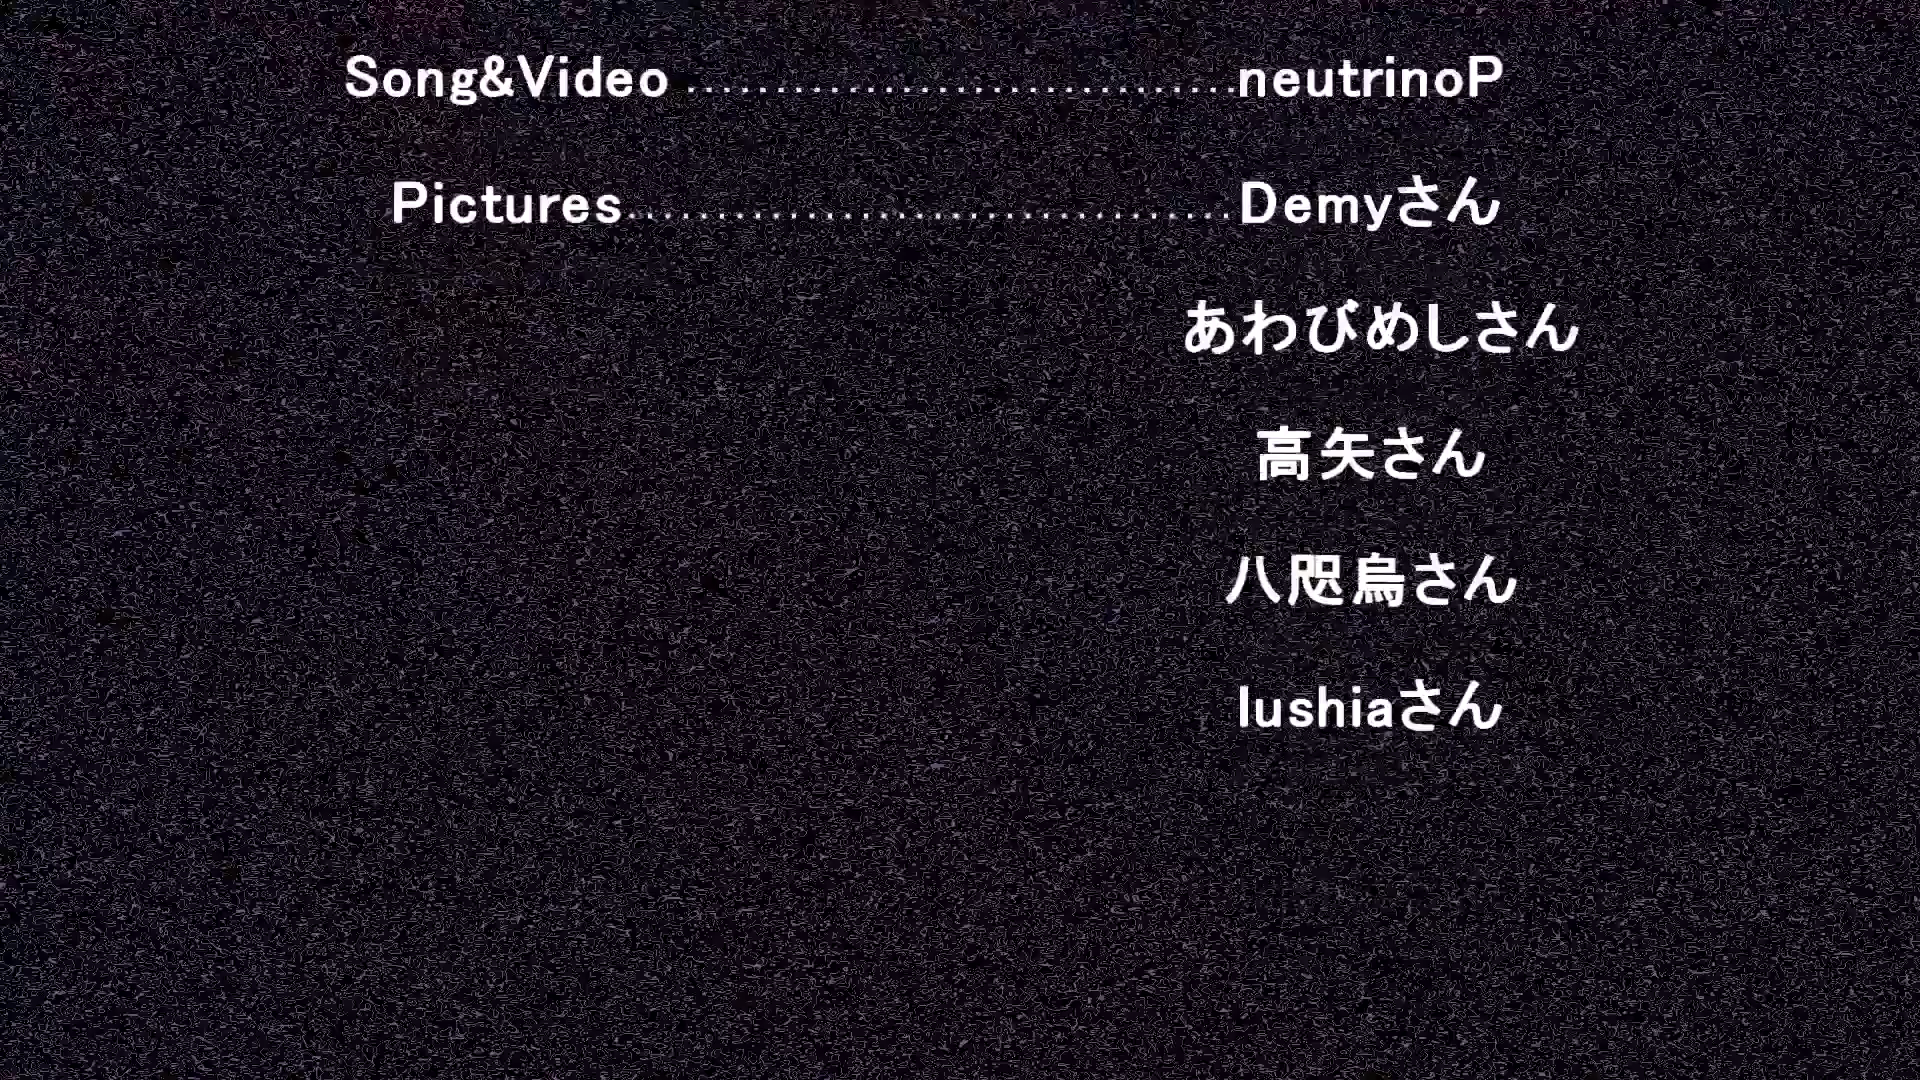 Song&Video ..............................neutrinoP
Pictures..................................Demyさん
あわびめしさん
高矢さん
八咫烏さん
lushiaさん